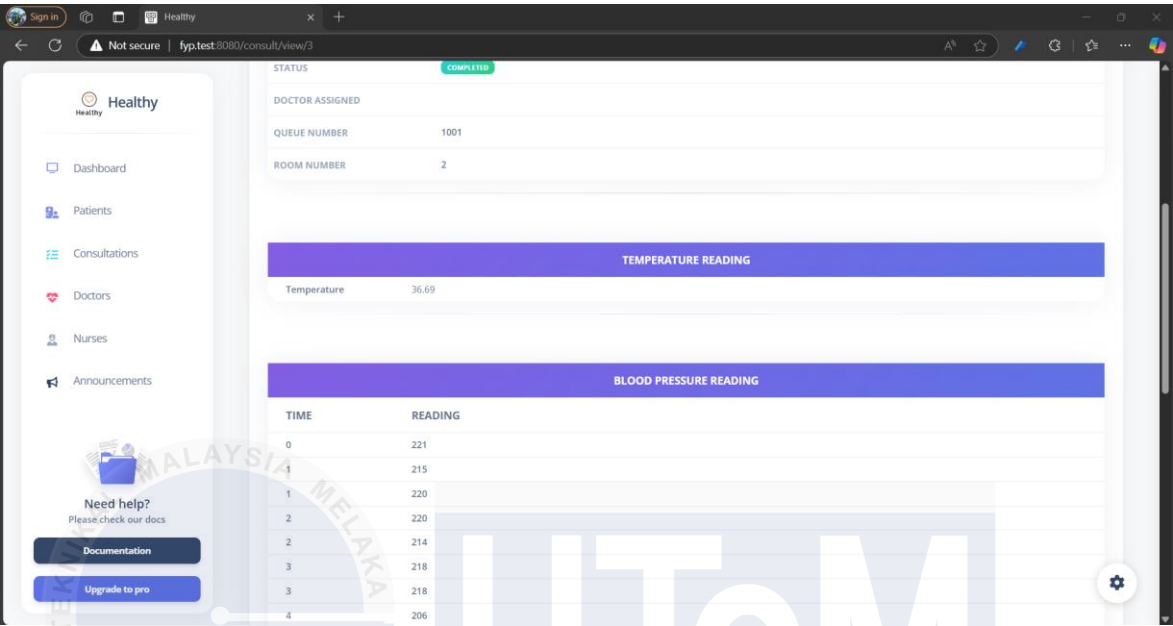 Sign in
Healthy
Not secure | fyp.test:8080/consult/view/3
Healthy
Healthy
Dashboard
Patients
Consultations
Doctors
Nurses
Announcements
Need help?
Please check our docs
Documentation
Upgrade to pro
STATUS COMPLETED
DOCTOR ASSIGNED
QUEUE NUMBER 1001
ROOM NUMBER 2
TEMPERATURE READING
Temperature 36.69
BLOOD PRESSURE READING
TIME READING
0 221
1 215
1 220
2 220
2 214
3 218
3 218
4 206
TEKNIKAL MALAYSIA MELAKA
UTeM